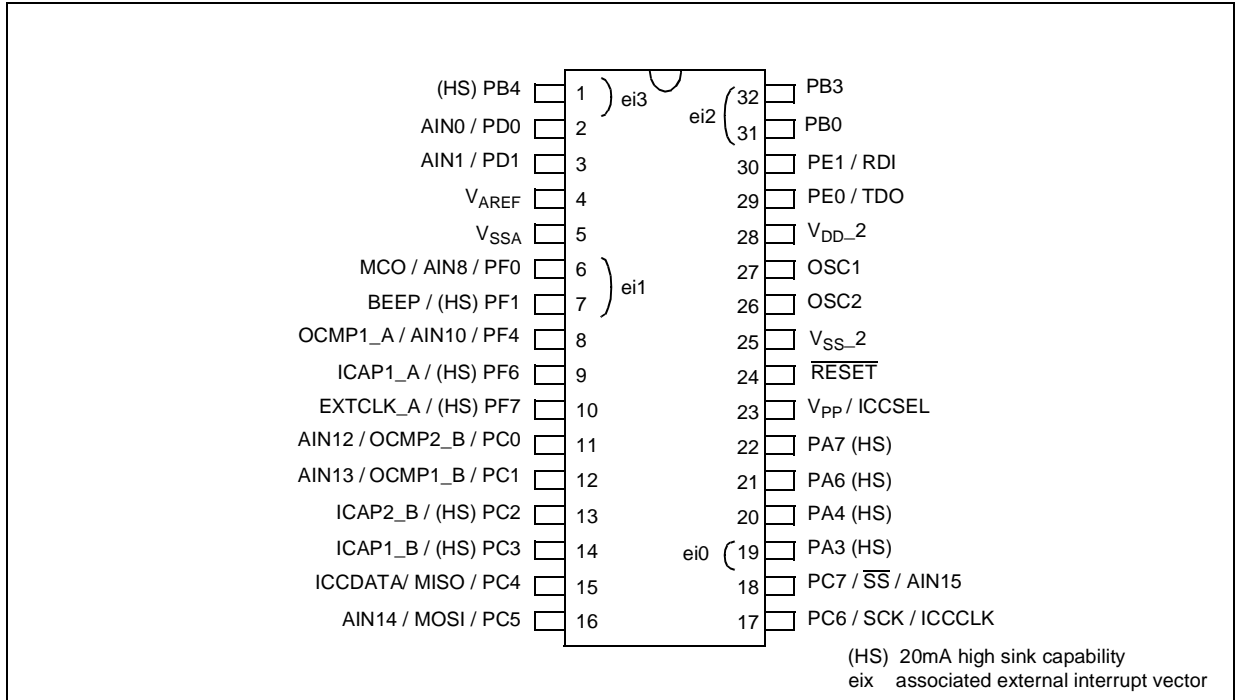 (HS) PB4 1 ei3 ei2 32 PB3
AIN0 / PD0 2 31 PB0
AIN1 / PD1 3 30 PE1 / RDI
VAREF 4 29 PE0 / TDO
VSSA 5 28 VDD_2
MCO / AIN8 / PF0 6 ei1 27 OSC1
BEEP / (HS) PF1 7 26 OSC2
OCMP1_A / AIN10 / PF4 8 25 VSS_2
ICAP1_A / (HS) PF6 9 24 RESET
EXTCLK_A / (HS) PF7 10 23 VPP / ICCSEL
AIN12 / OCMP2_B / PC0 11 22 PA7 (HS)
AIN13 / OCMP1_B / PC1 12 21 PA6 (HS)
ICAP2_B / (HS) PC2 13 20 PA4 (HS)
ICAP1_B / (HS) PC3 14 ei0 19 PA3 (HS)
ICCDATA/ MISO / PC4 15 18 PC7 / SS / AIN15
AIN14 / MOSI / PC5 16 17 PC6 / SCK / ICCCLK
(HS) 20mA high sink capability
eix associated external interrupt vector